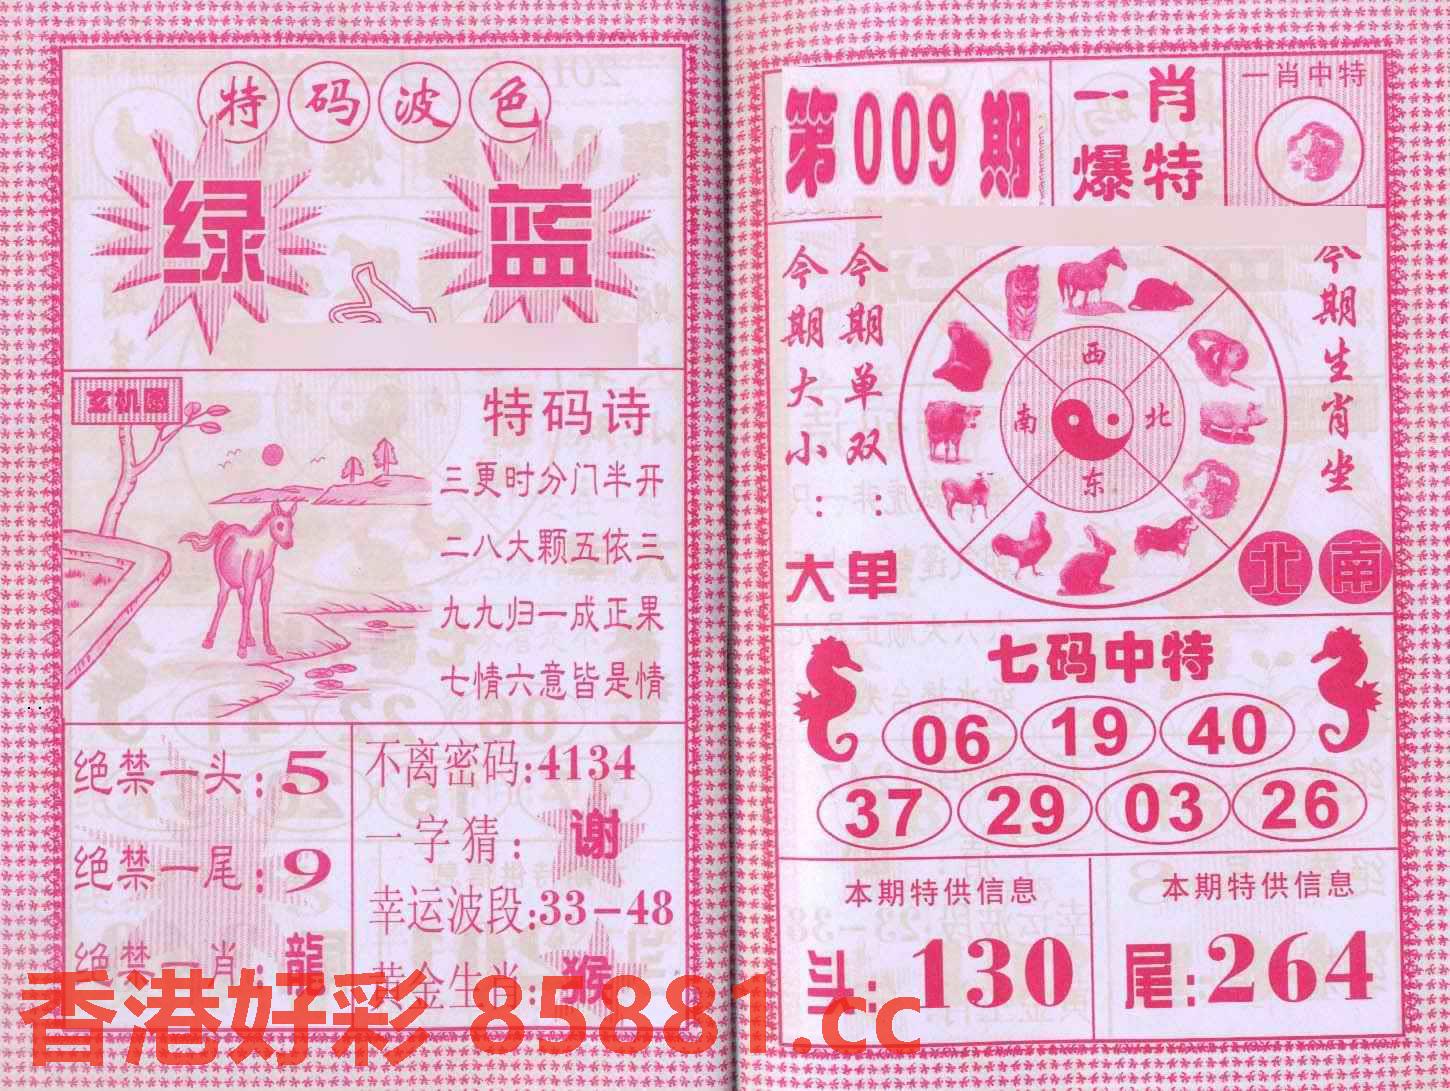 特码波色
绿 蓝
玄机图
特码诗
三更时分门半开
二八大颗五依三
九九归一成正果
七情六意皆是情
绝禁一头:5
绝禁一尾:9
绝禁一肖:龍
不离密码:4134
一字猜:谢
幸运波段:33-48
黄金生肖:猴
第009期
一肖
爆特
一肖中特
今期大小:
大
今期单双:
单
西
南
北
东
今期生肖坐
北 南
七码中特
06 19 40
37 29 03 26
本期特供信息
头:130
本期特供信息
尾:264
香港好彩 85881.cc